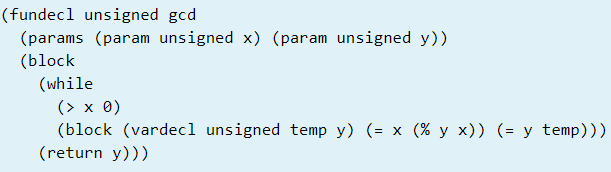 (fundecl unsigned gcd
  (params (param unsigned x) (param unsigned y))
  (block
    (while
      (> x 0)
      (block (vardecl unsigned temp y) (= x (% y x)) (= y temp)))
    (return y)))